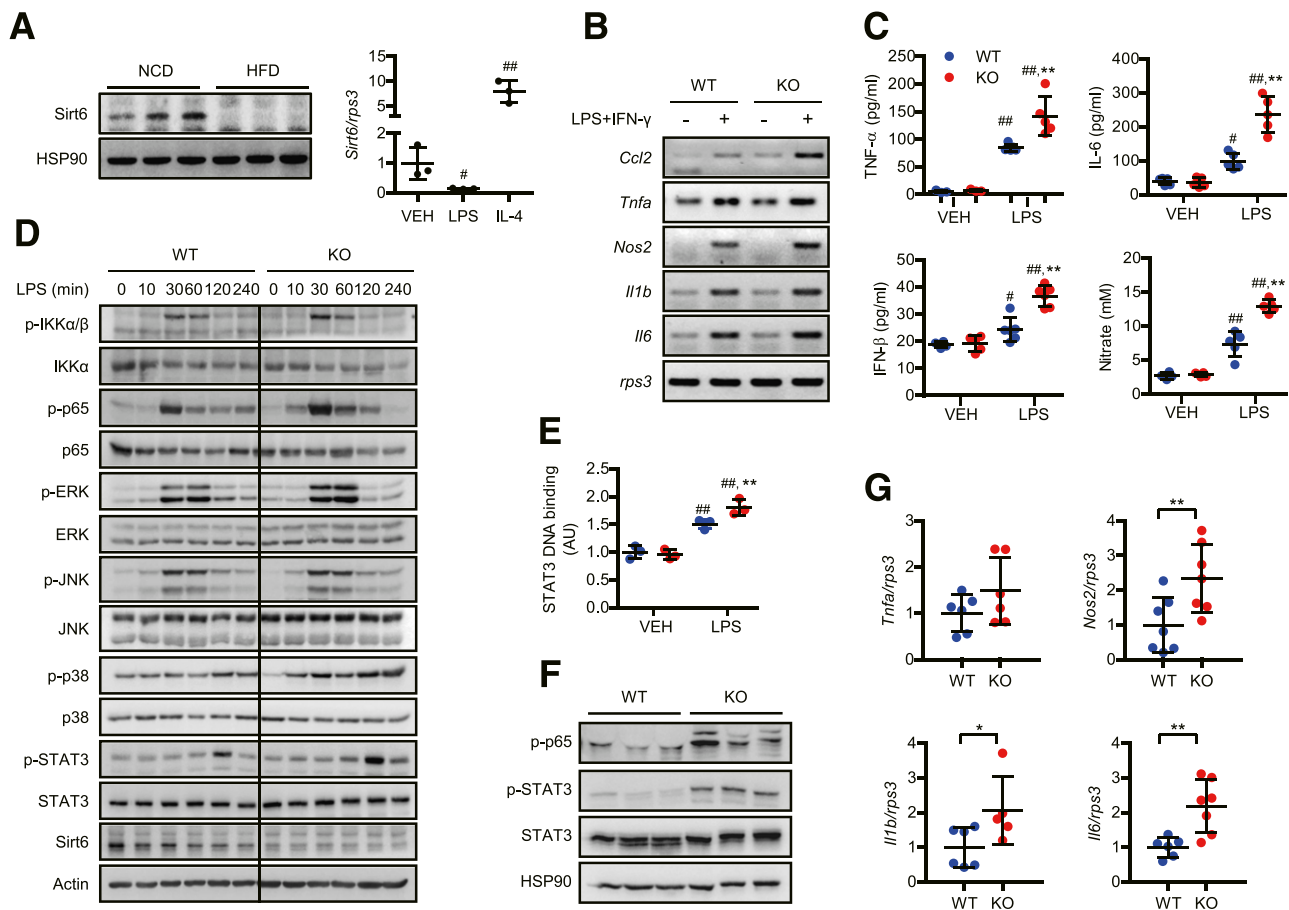 A
NCD HFD
Sirt6
HSP90
Sirt6/rps3
15
10
5
2
1
0
##
#
VEH LPS IL-4
B
WT KO
LPS+IFN-γ - + - +
Ccl2
Tnfa
Nos2
Il1b
Il6
rps3
C
WT
KO
TNF-α (pg/ml)
250
200
150
100
50
0
##
##,**
VEH LPS
IL-6 (pg/ml)
400
300
200
100
0
#
##,**
VEH LPS
IFN-β (pg/ml)
50
40
30
20
10
0
#
##,**
VEH LPS
Nitrate (mM)
20
15
10
5
0
##
##,**
VEH LPS
D
WT KO
LPS (min) 0 10 30 60 120 240 0 10 30 60 120 240
p-IKKα/β
IKKα
p-p65
p65
p-ERK
ERK
p-JNK
JNK
p-p38
p38
p-STAT3
STAT3
Sirt6
Actin
E
STAT3 DNA binding
(AU)
2.5
2.0
1.5
1.0
0.5
0.0
##
##, **
VEH LPS
F
WT KO
p-p65
p-STAT3
STAT3
HSP90
G
Tnfa/rps3
3
2
1
0
WT KO
Nos2/rps3
4
3
2
1
0
**
WT KO
Il1b/rps3
4
3
2
1
0
*
WT KO
Il6/rps3
4
3
2
1
0
**
WT KO